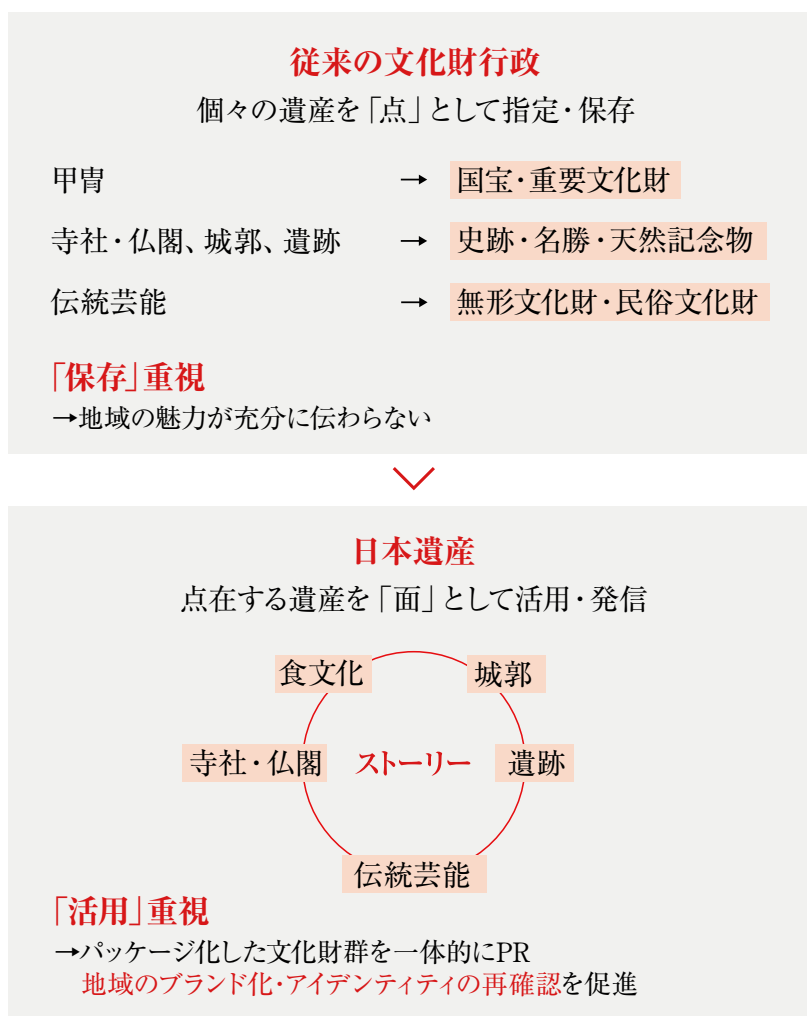 従来の文化財行政
個々の遺産を「点」として指定・保存
甲冑 → 国宝・重要文化財
寺社・仏閣、城郭、遺跡 → 史跡・名勝・天然記念物
伝統芸能 → 無形文化財・民俗文化財
「保存」重視
→地域の魅力が充分に伝わらない
日本遺産
点在する遺産を「面」として活用・発信
食文化 城郭
寺社・仏閣 ストーリー 遺跡
伝統芸能
「活用」重視
→パッケージ化した文化財群を一体的にPR
地域のブランド化・アイデンティティの再確認を促進